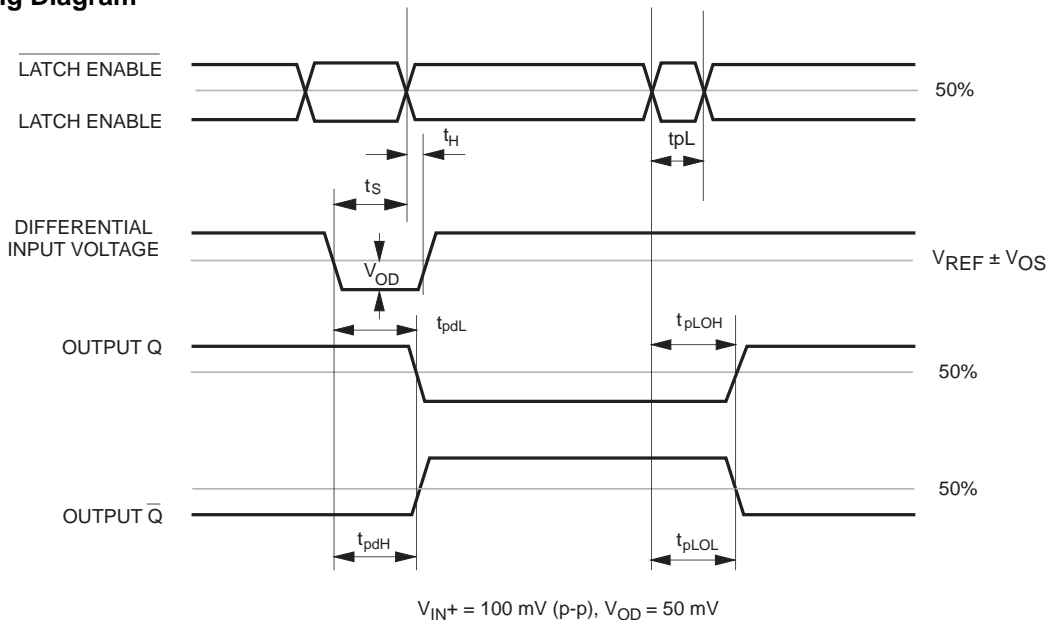 ng Diagram
LATCH ENABLE
50%
LATCH ENABLE
tH
tpL
tS
DIFFERENTIAL
INPUT VOLTAGE
VREF ± VOS
VOD
tpdL
tpLOH
OUTPUT Q
50%
50%
OUTPUT Q̅
tpdH
tpLOL
VIN+ = 100 mV (p-p), VOD = 50 mV